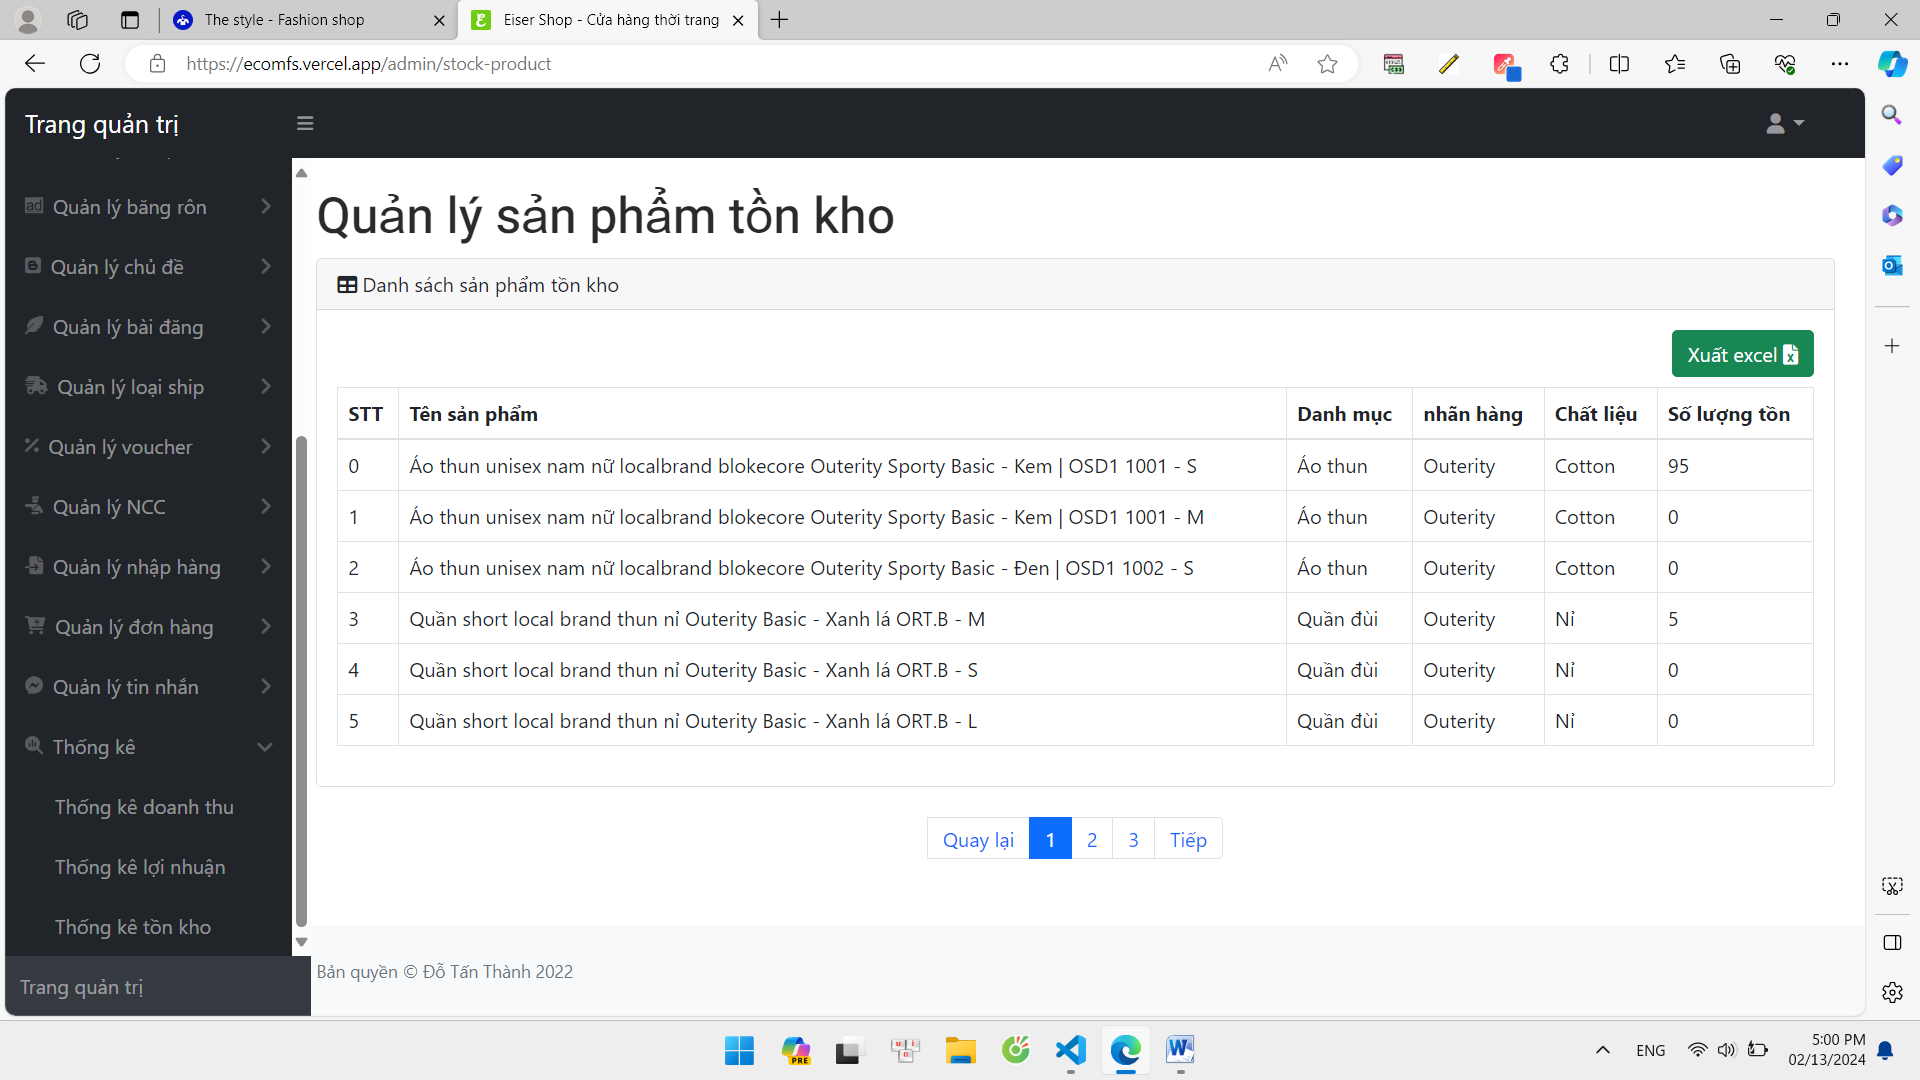 The style - Fashion shop
Eiser Shop - Cửa hàng thời trang
https://ecomfs.vercel.app/admin/stock-product
Trang quản trị
Quản lý băng rôn
Quản lý chủ đề
Quản lý bài đăng
Quản lý loại ship
Quản lý voucher
Quản lý NCC
Quản lý nhập hàng
Quản lý đơn hàng
Quản lý tin nhắn
Thống kê
Thống kê doanh thu
Thống kê lợi nhuận
Thống kê tồn kho
Trang quản trị
Quản lý sản phẩm tồn kho
Danh sách sản phẩm tồn kho
Xuất excel
STT Tên sản phẩm Danh mục nhãn hàng Chất liệu Số lượng tồn
0 Áo thun unisex nam nữ localbrand blokecore Outerity Sporty Basic - Kem | OSD1 1001 - S Áo thun Outerity Cotton 95
1 Áo thun unisex nam nữ localbrand blokecore Outerity Sporty Basic - Kem | OSD1 1001 - M Áo thun Outerity Cotton 0
2 Áo thun unisex nam nữ localbrand blokecore Outerity Sporty Basic - Đen | OSD1 1002 - S Áo thun Outerity Cotton 0
3 Quần short local brand thun nỉ Outerity Basic - Xanh lá ORT.B - M Quần đùi Outerity Nỉ 5
4 Quần short local brand thun nỉ Outerity Basic - Xanh lá ORT.B - S Quần đùi Outerity Nỉ 0
5 Quần short local brand thun nỉ Outerity Basic - Xanh lá ORT.B - L Quần đùi Outerity Nỉ 0
Quay lại 1 2 3 Tiếp
Bản quyền © Đỗ Tấn Thành 2022
PRE
ENG
5:00 PM
02/13/2024